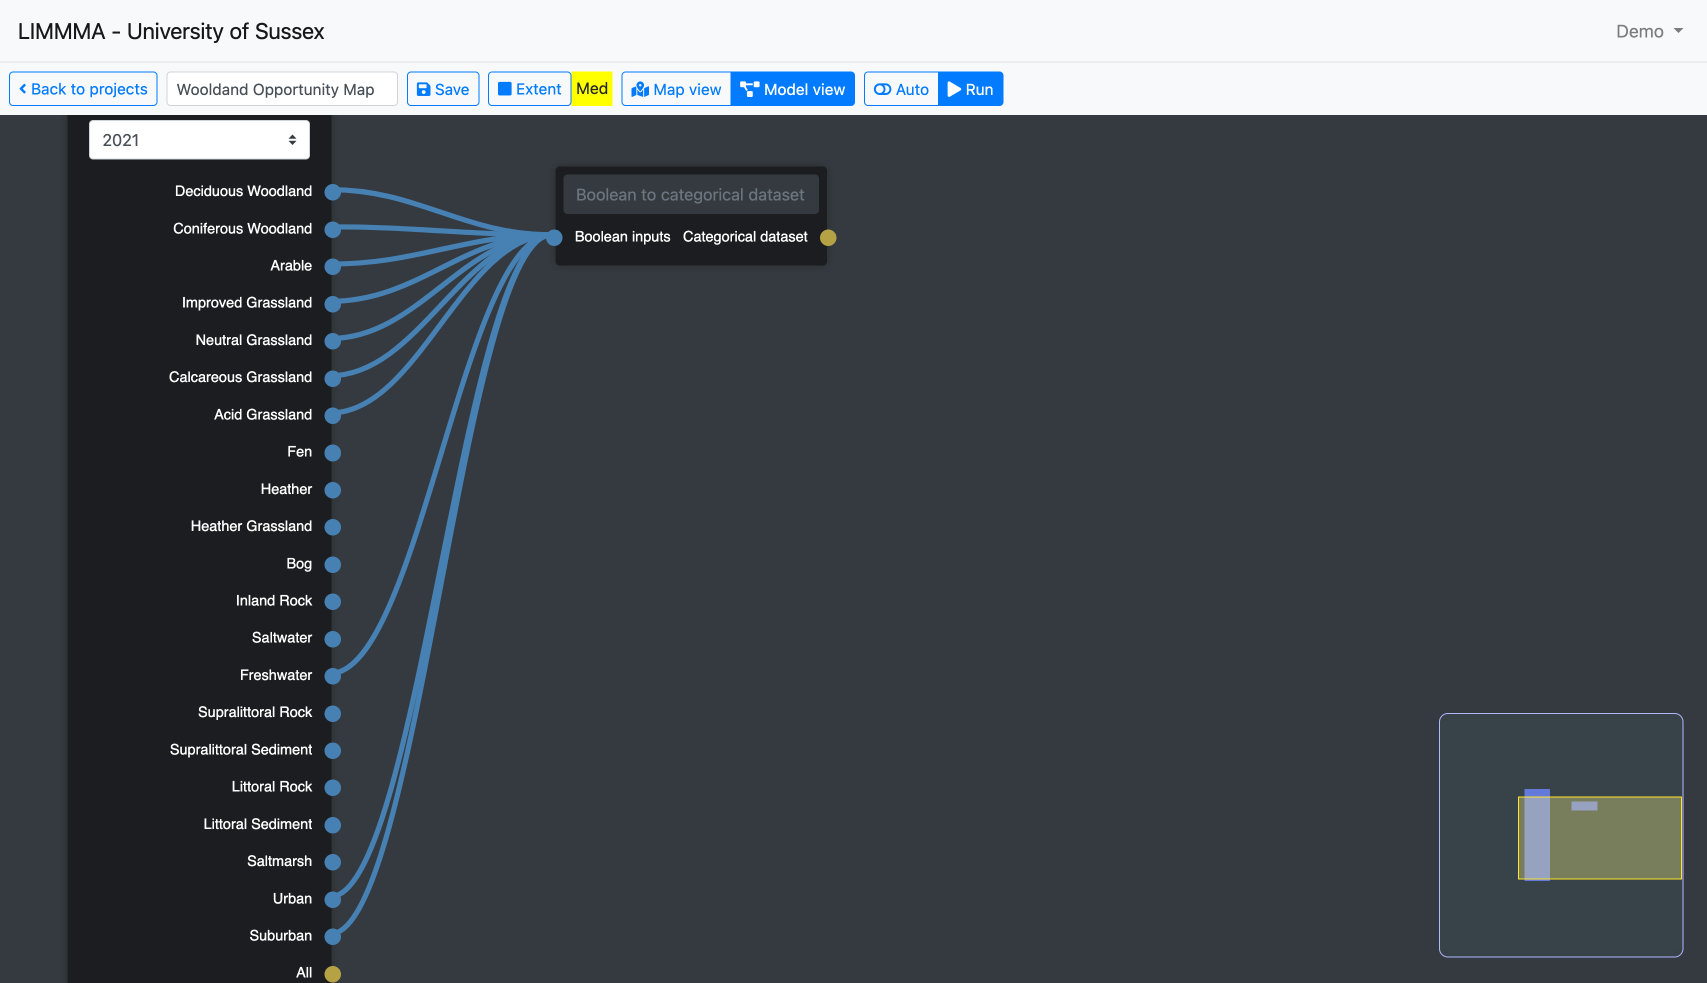 LIMMMA - University of Sussex
Demo
Back to projects
Wooldand Opportunity Map
Save
Extent
Med
Map view
Model view
Auto
Run
2021
Deciduous Woodland
Coniferous Woodland
Arable
Improved Grassland
Neutral Grassland
Calcareous Grassland
Acid Grassland
Fen
Heather
Heather Grassland
Bog
Inland Rock
Saltwater
Freshwater
Supralittoral Rock
Supralittoral Sediment
Littoral Rock
Littoral Sediment
Saltmarsh
Urban
Suburban
All
Boolean to categorical dataset
Boolean inputs
Categorical dataset